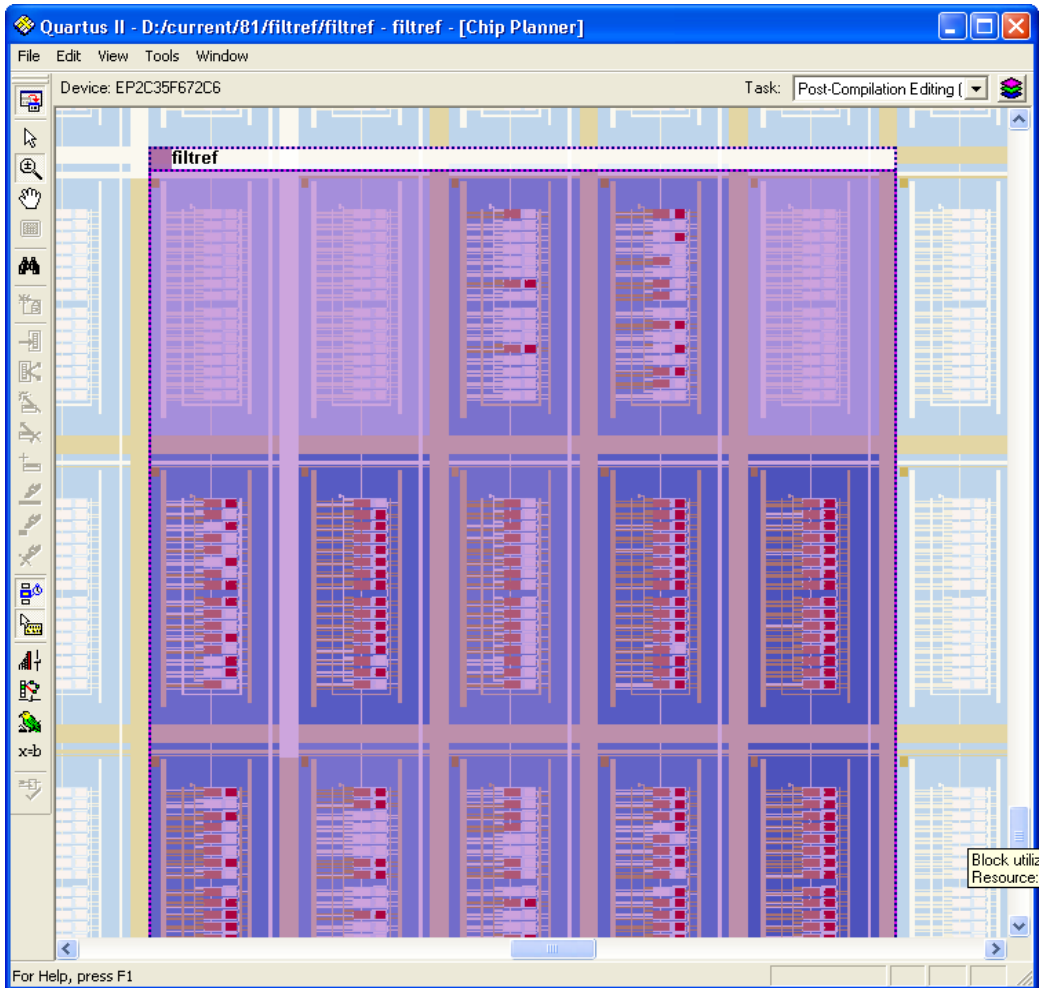 Quartus II - D:/current/81/filtref/filtref - filtref - [Chip Planner]
File Edit View Tools Window
Device: EP2C35F672C6
Task: Post-Compilation Editing (
filtref
x=b
Block utiliz
Resource:
For Help, press F1